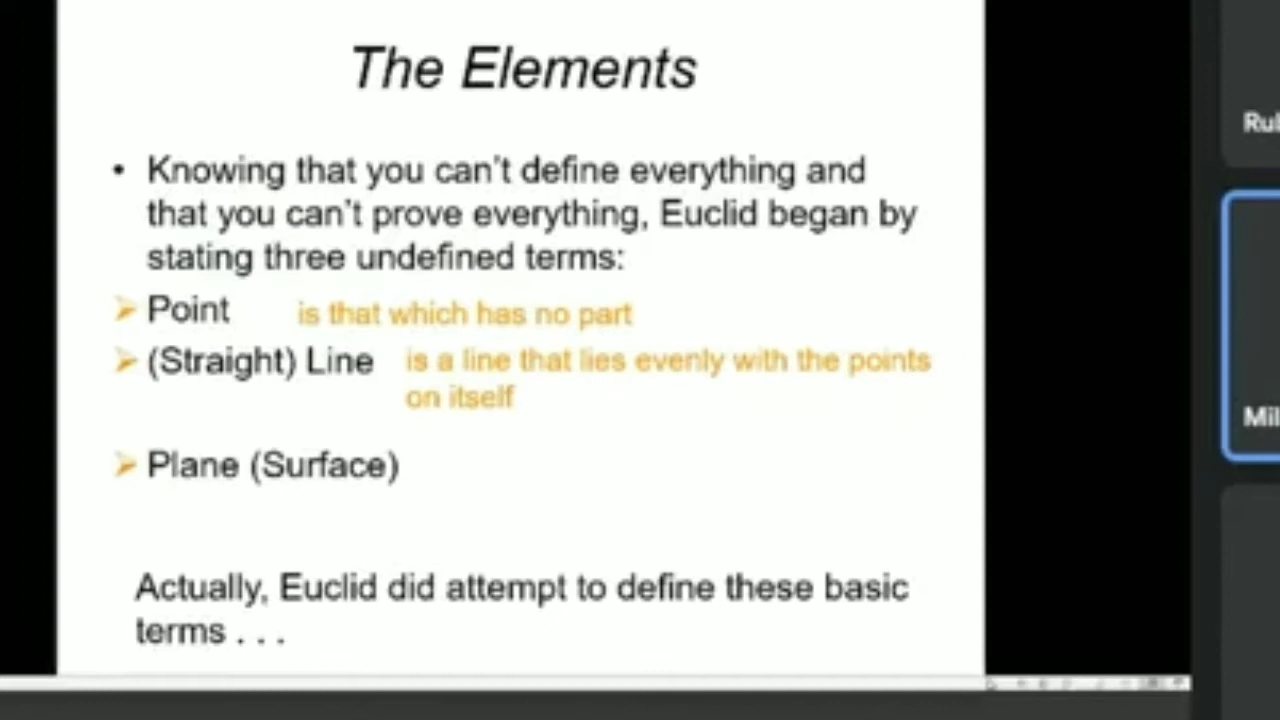 The Elements
• Knowing that you can't define everything and
that you can't prove everything, Euclid began by
stating three undefined terms:
➢ Point is that which has no part
➢ (Straight) Line is a line that lies evenly with the points
on itself
➢ Plane (Surface)
Actually, Euclid did attempt to define these basic
terms . . .